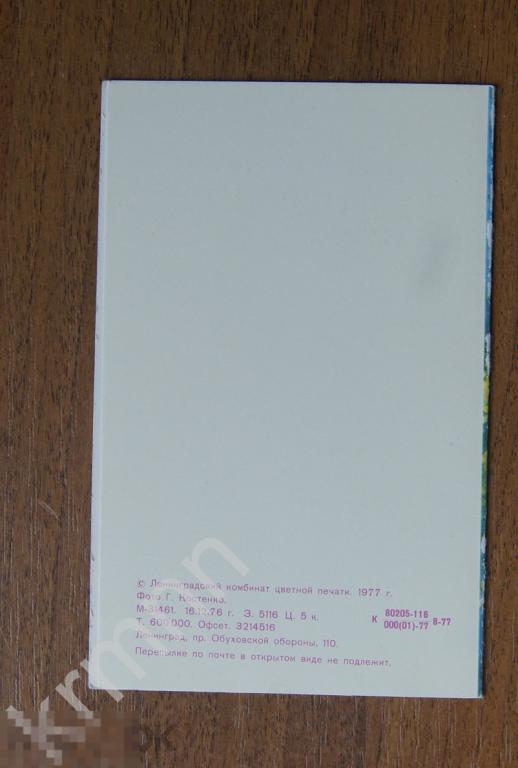 © Ленинградский комбинат цветной печати. 1977 г.
Фото Г. Костенко.
М-31461. 16.12.76 г. З. 5116 Ц. 5 к.
Т. 600 000. Офсет. 3214516
Ленинград, пр. Обуховской обороны, 110.
Пересылке по почте в открытом виде не подлежит.
К 80205-116
000(01)-77 8-77
krmon